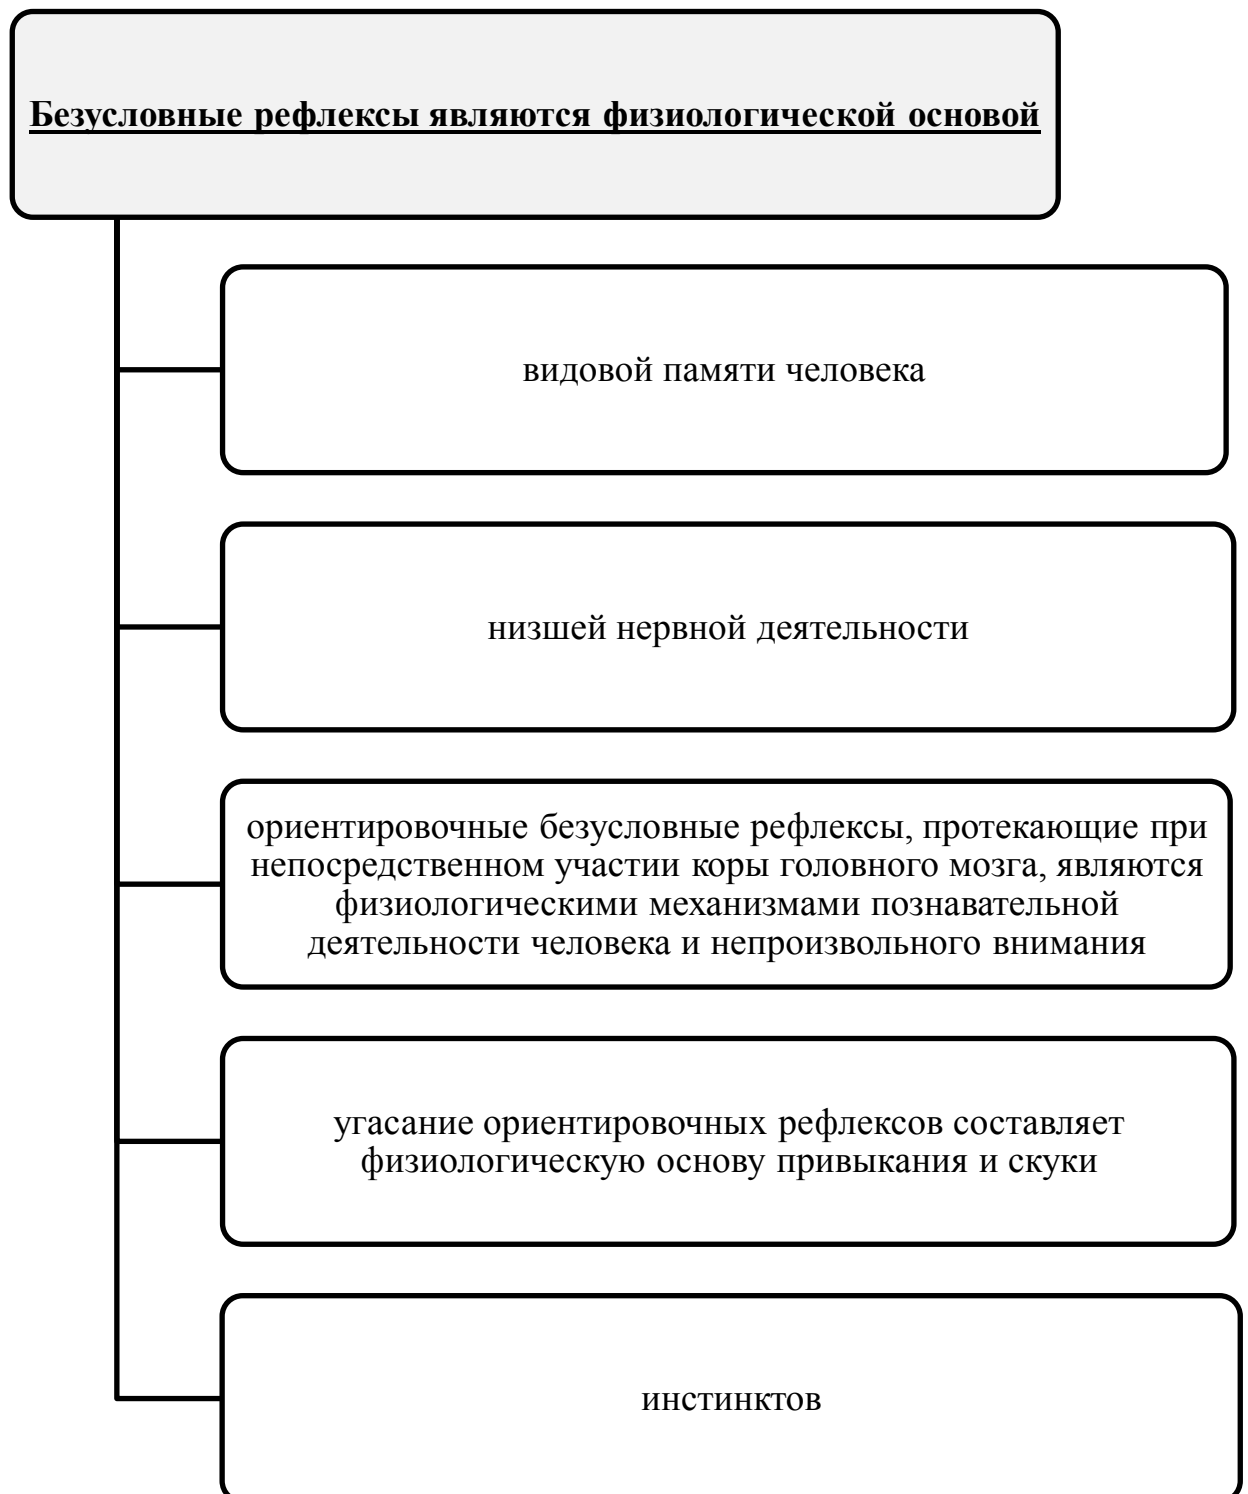 Безусловные рефлексы являются физиологической основой
видовой памяти человека
низшей нервной деятельности
ориентировочные безусловные рефлексы, протекающие при
непосредственном участии коры головного мозга, являются
физиологическими механизмами познавательной
деятельности человека и непроизвольного внимания
угасание ориентировочных рефлексов составляет
физиологическую основу привыкания и скуки
инстинктов